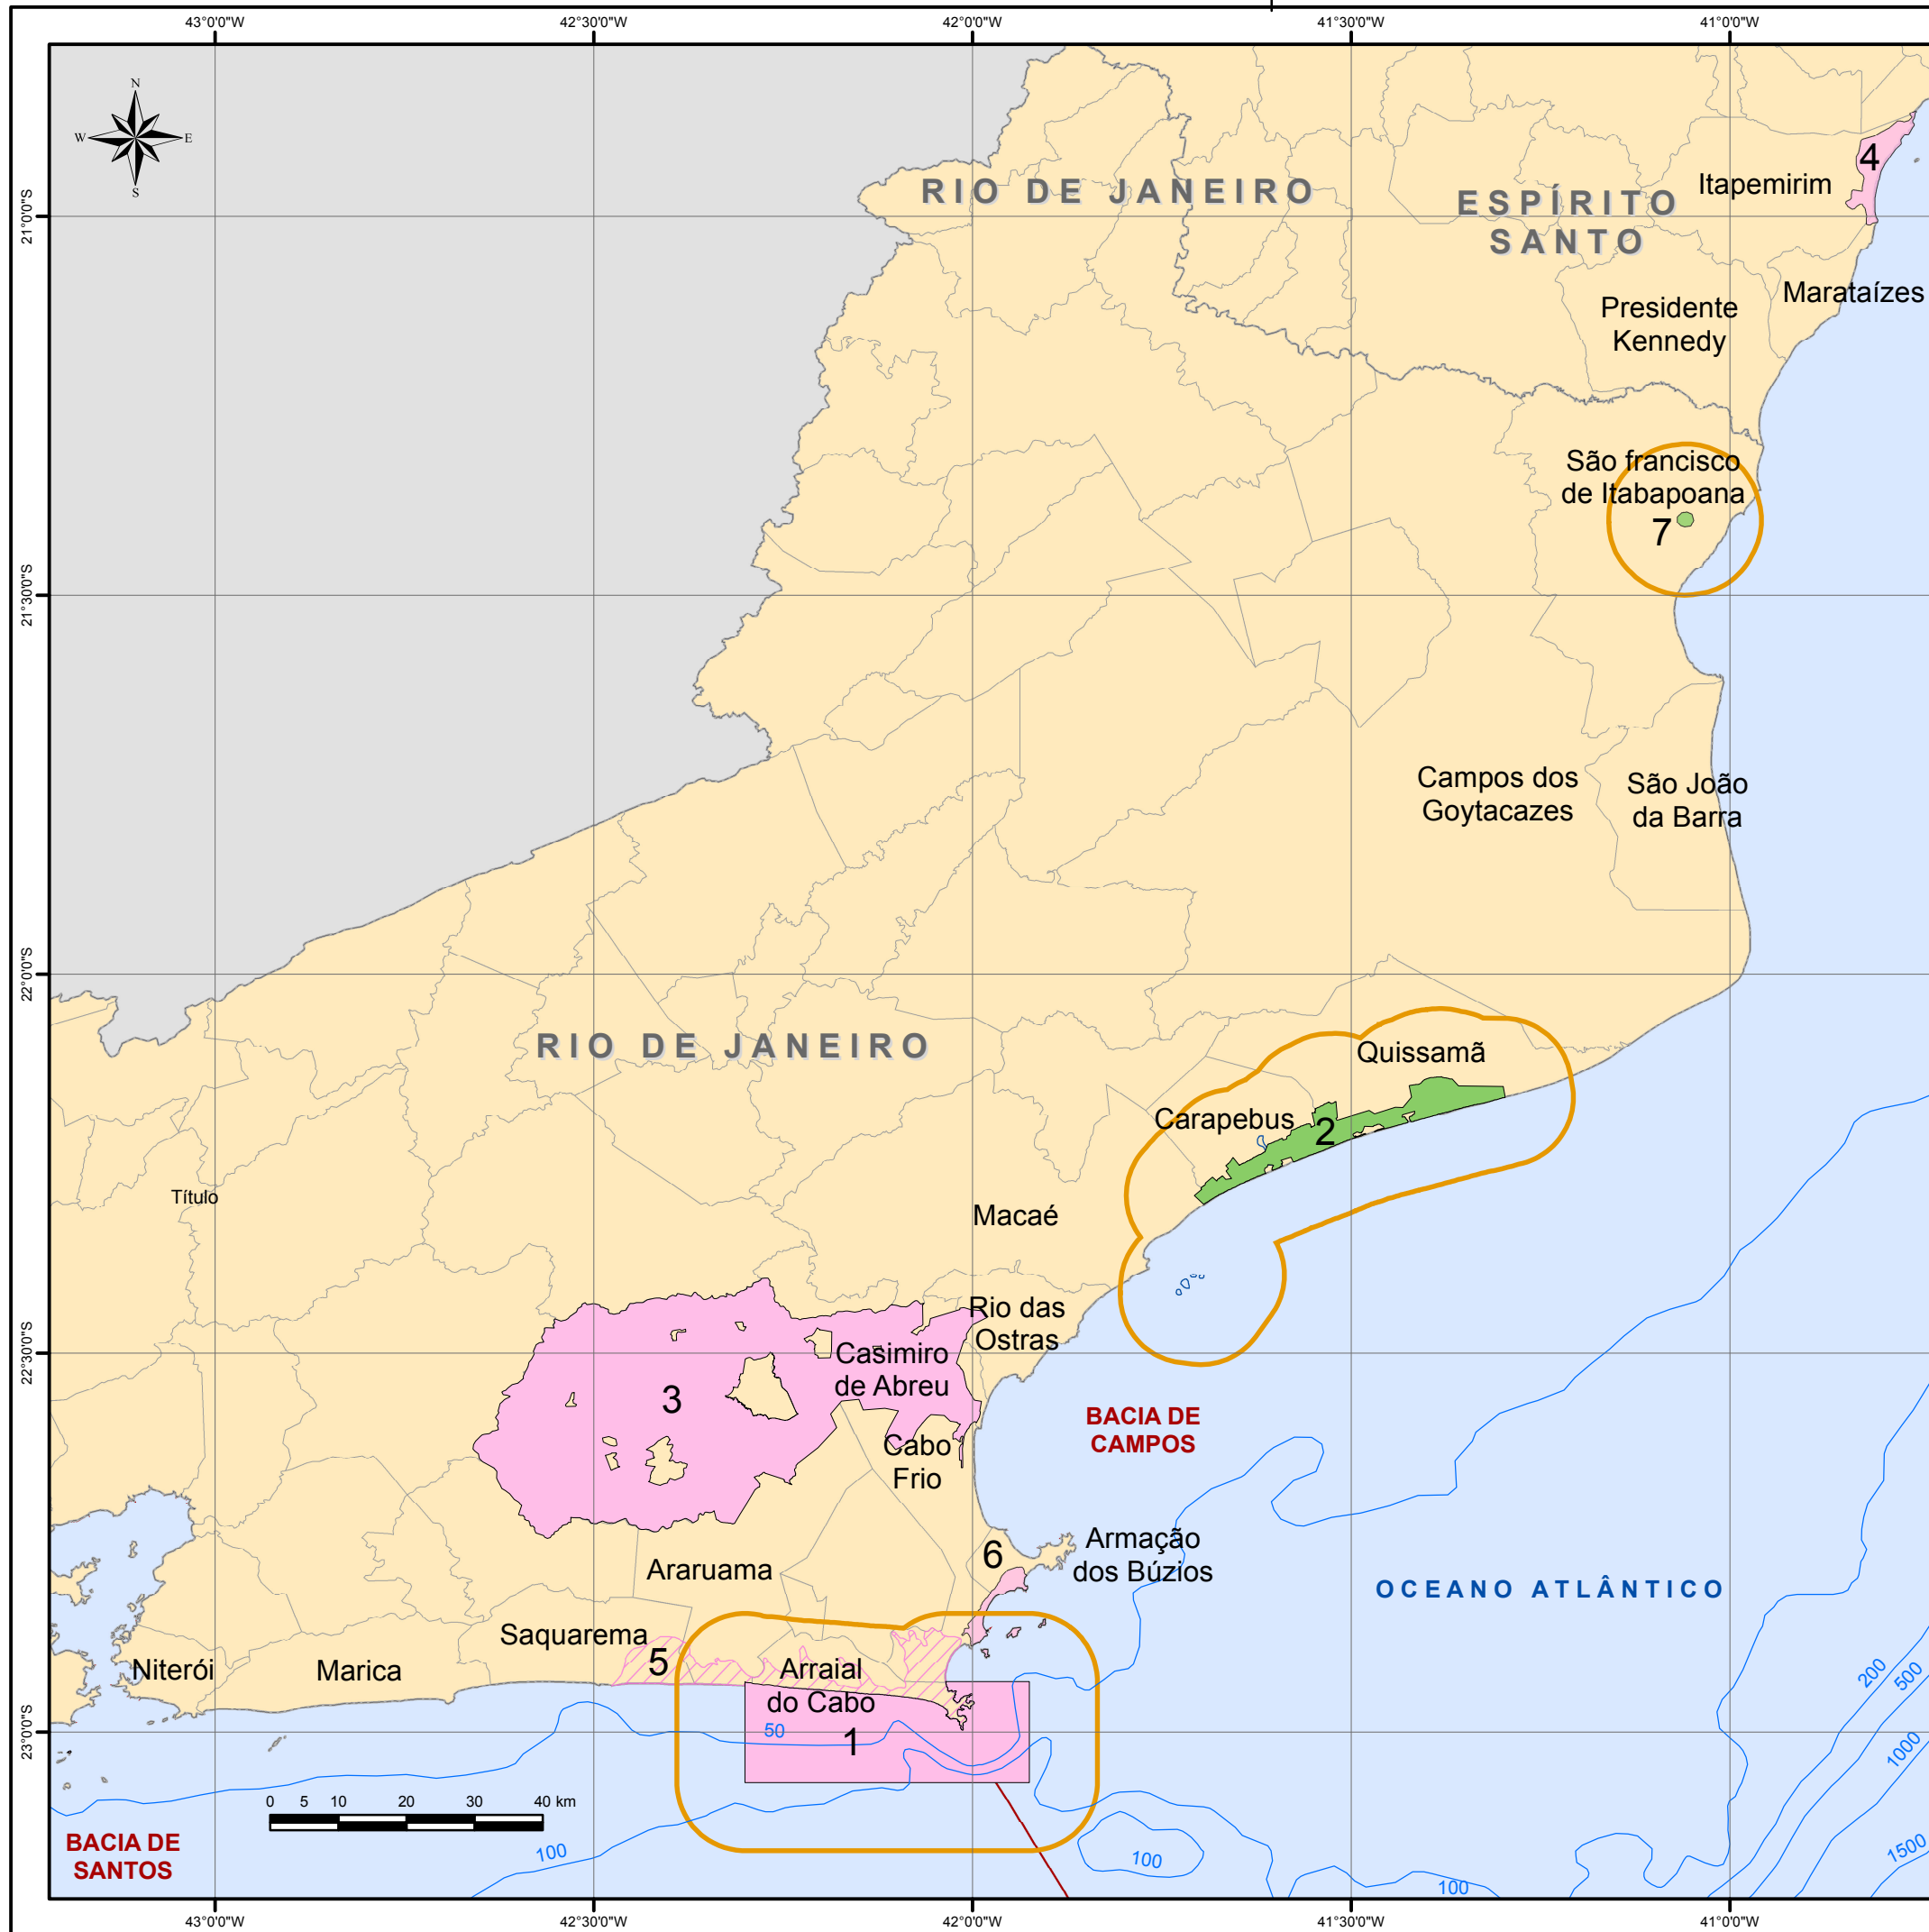 43°0'0"W 42°30'0"W 42°0'0"W 41°30'0"W 41°0'0"W
N
W E
S
4
RIO DE JANEIRO
Itapemirim
ESPÍRITO
SANTO
21°0'0"S
Marataízes
Presidente
Kennedy
São francisco
de Itabapoana
7
21°30'0"S
Campos dos
Goytacazes
São João
da Barra
22°0'0"S
RIO DE JANEIRO
Quissamã
Carapebus
2
Título
Macaé
Rio das
Ostras
22°30'0"S
Casimiro
de Abreu
3
BACIA DE
CAMPOS
Cabo
Frio
6
Armação
dos Búzios
Araruama
OCEANO ATLÂNTICO
Saquarema
5
Niterói
Marica
Arraial
do Cabo
200
500
23°0'0"S
50
1
1000
0 5 10 20 30 40 km
BACIA DE
SANTOS
100
100
1500
100
43°0'0"W 42°30'0"W 42°0'0"W 41°30'0"W 41°0'0"W